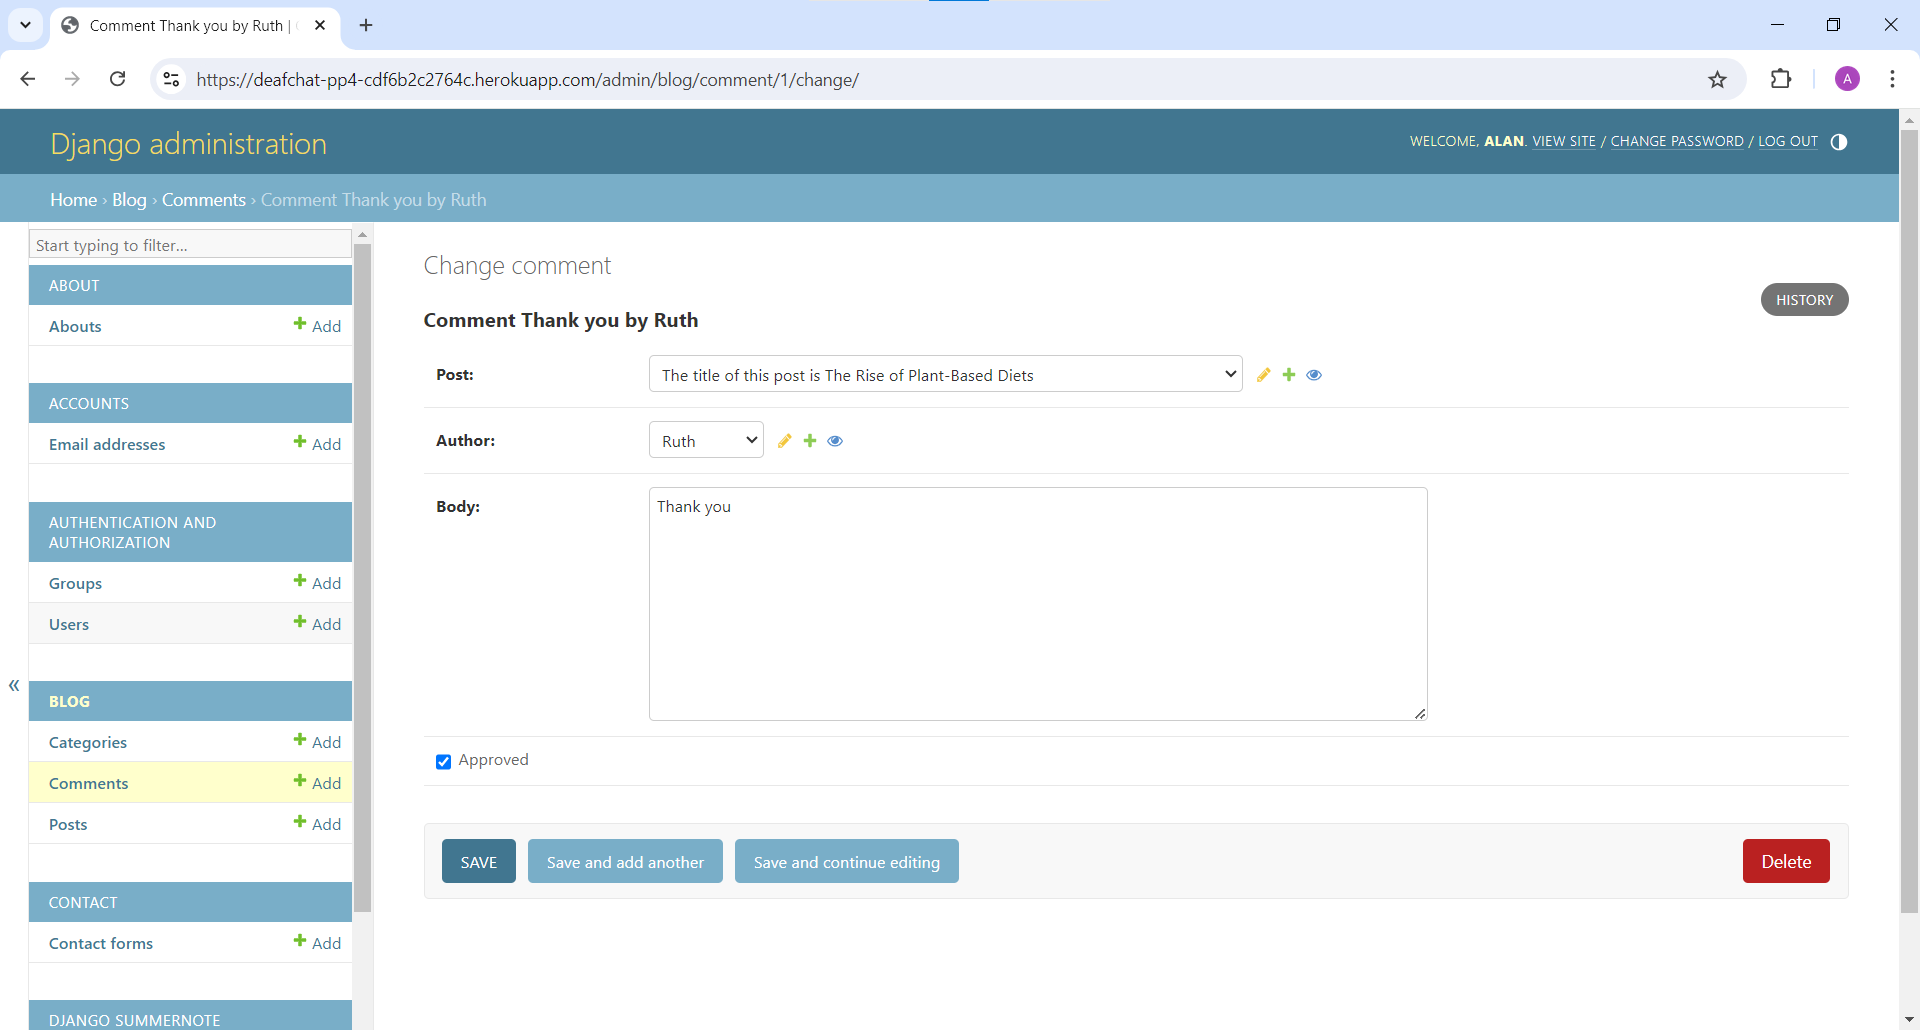 Comment Thank you by Ruth |
https://deafchat-pp4-cdf6b2c2764c.herokuapp.com/admin/blog/comment/1/change/
A
Django administration
WELCOME, ALAN. VIEW SITE / CHANGE PASSWORD / LOG OUT
Home › Blog › Comments › Comment Thank you by Ruth
Start typing to filter...
ABOUT
Abouts
Add
ACCOUNTS
Email addresses
Add
AUTHENTICATION AND
AUTHORIZATION
Groups
Add
Users
Add
«
BLOG
Categories
Add
Comments
Add
Posts
Add
CONTACT
Contact forms
Add
DJANGO SUMMERNOTE
Change comment
HISTORY
Comment Thank you by Ruth
Post:
The title of this post is The Rise of Plant-Based Diets
Author:
Ruth
Body:
Thank you
Approved
SAVE
Save and add another
Save and continue editing
Delete